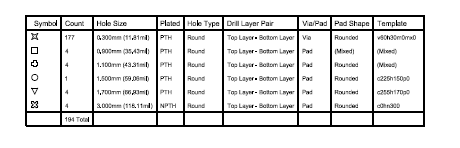 Symbol Count Hole Size Plated Hole Type Drill Layer Pair Via/Pad Pad Shape Template
177 0.300mm (11.81mil) PTH Round Top Layer - Bottom Layer Via Rounded v60h30m0mx0
4 0.900mm (35.43mil) PTH Round Top Layer - Bottom Layer Pad (Mixed) (Mixed)
4 1.100mm (43.31mil) PTH Round Top Layer - Bottom Layer Pad Rounded (Mixed)
1 1.500mm (59.06mil) PTH Round Top Layer - Bottom Layer Pad Rounded c225h150p0
4 1.700mm (66.93mil) PTH Round Top Layer - Bottom Layer Pad Rounded c255h170p0
4 3.000mm (118.11mil) NPTH Round Top Layer - Bottom Layer Pad Rounded c0hn300
194 Total